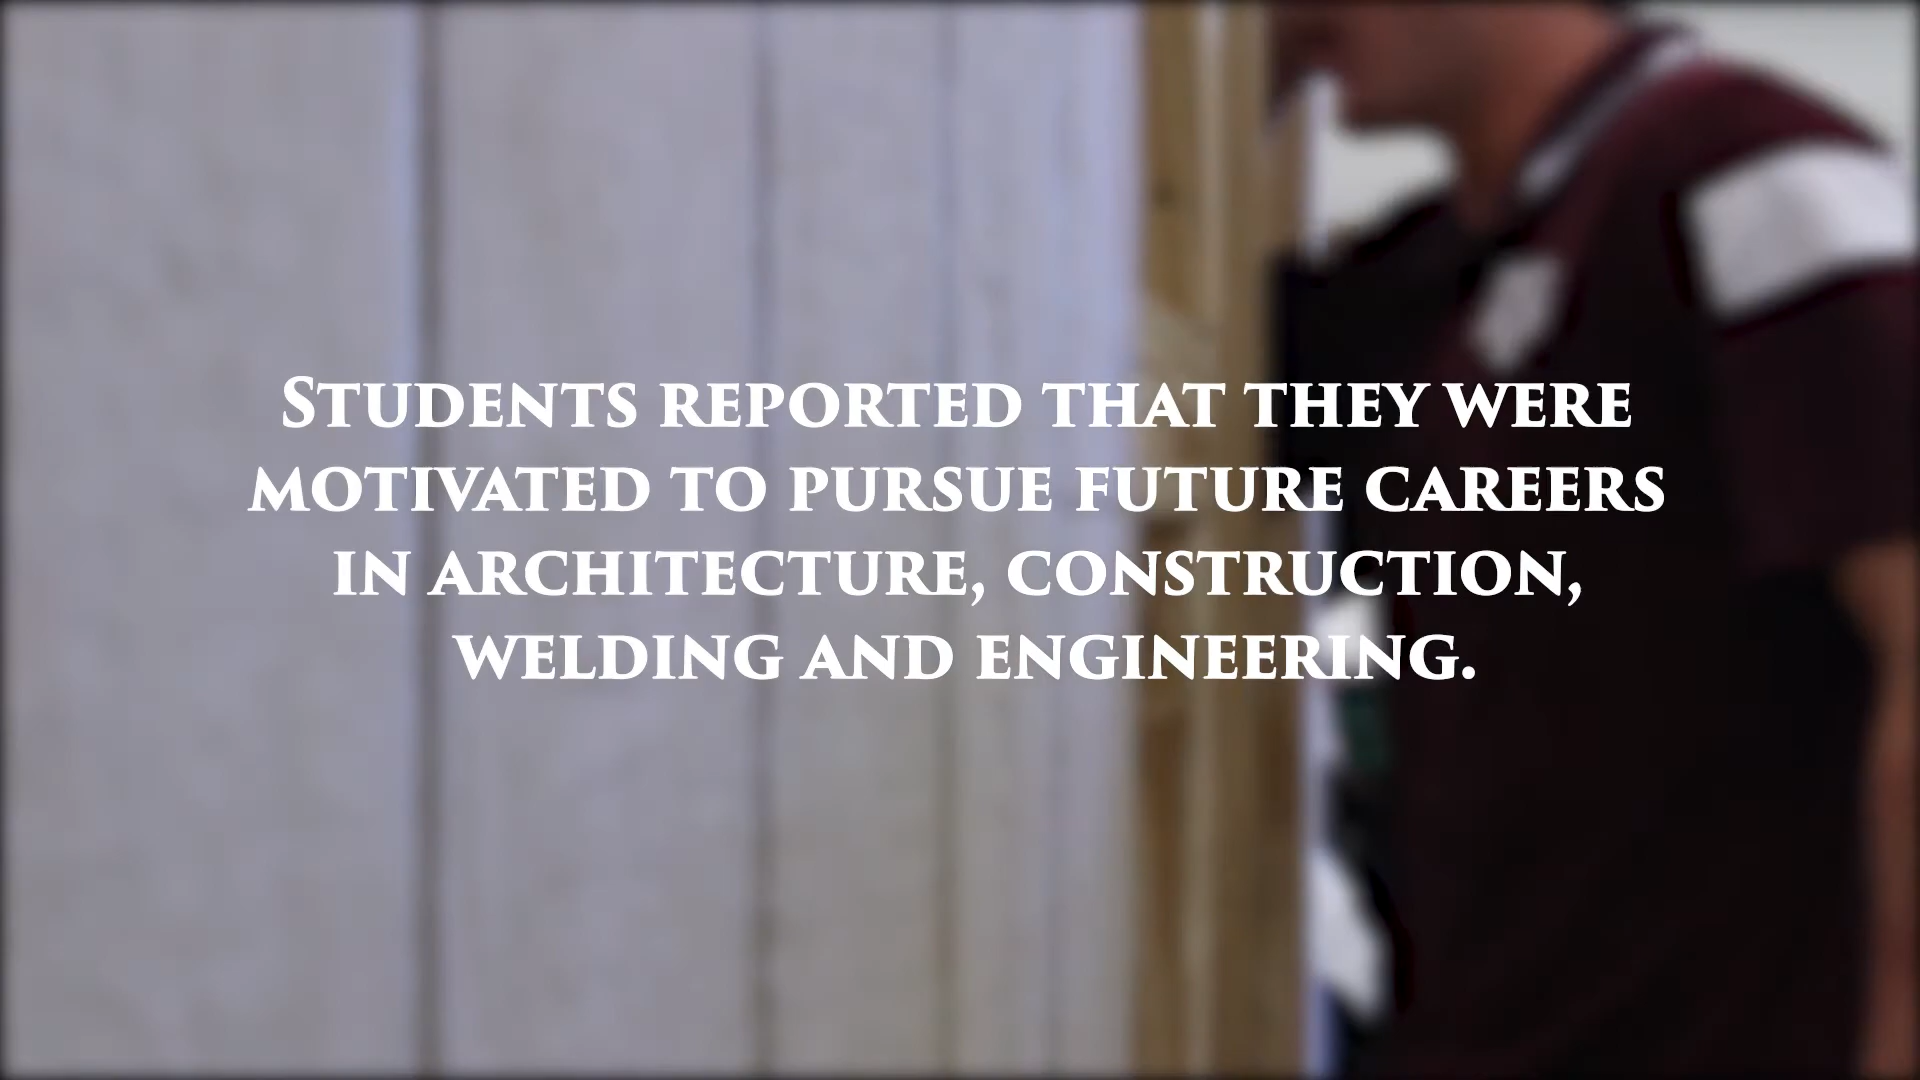 Students reported that they were
motivated to pursue future careers
in architecture, construction,
welding and engineering.